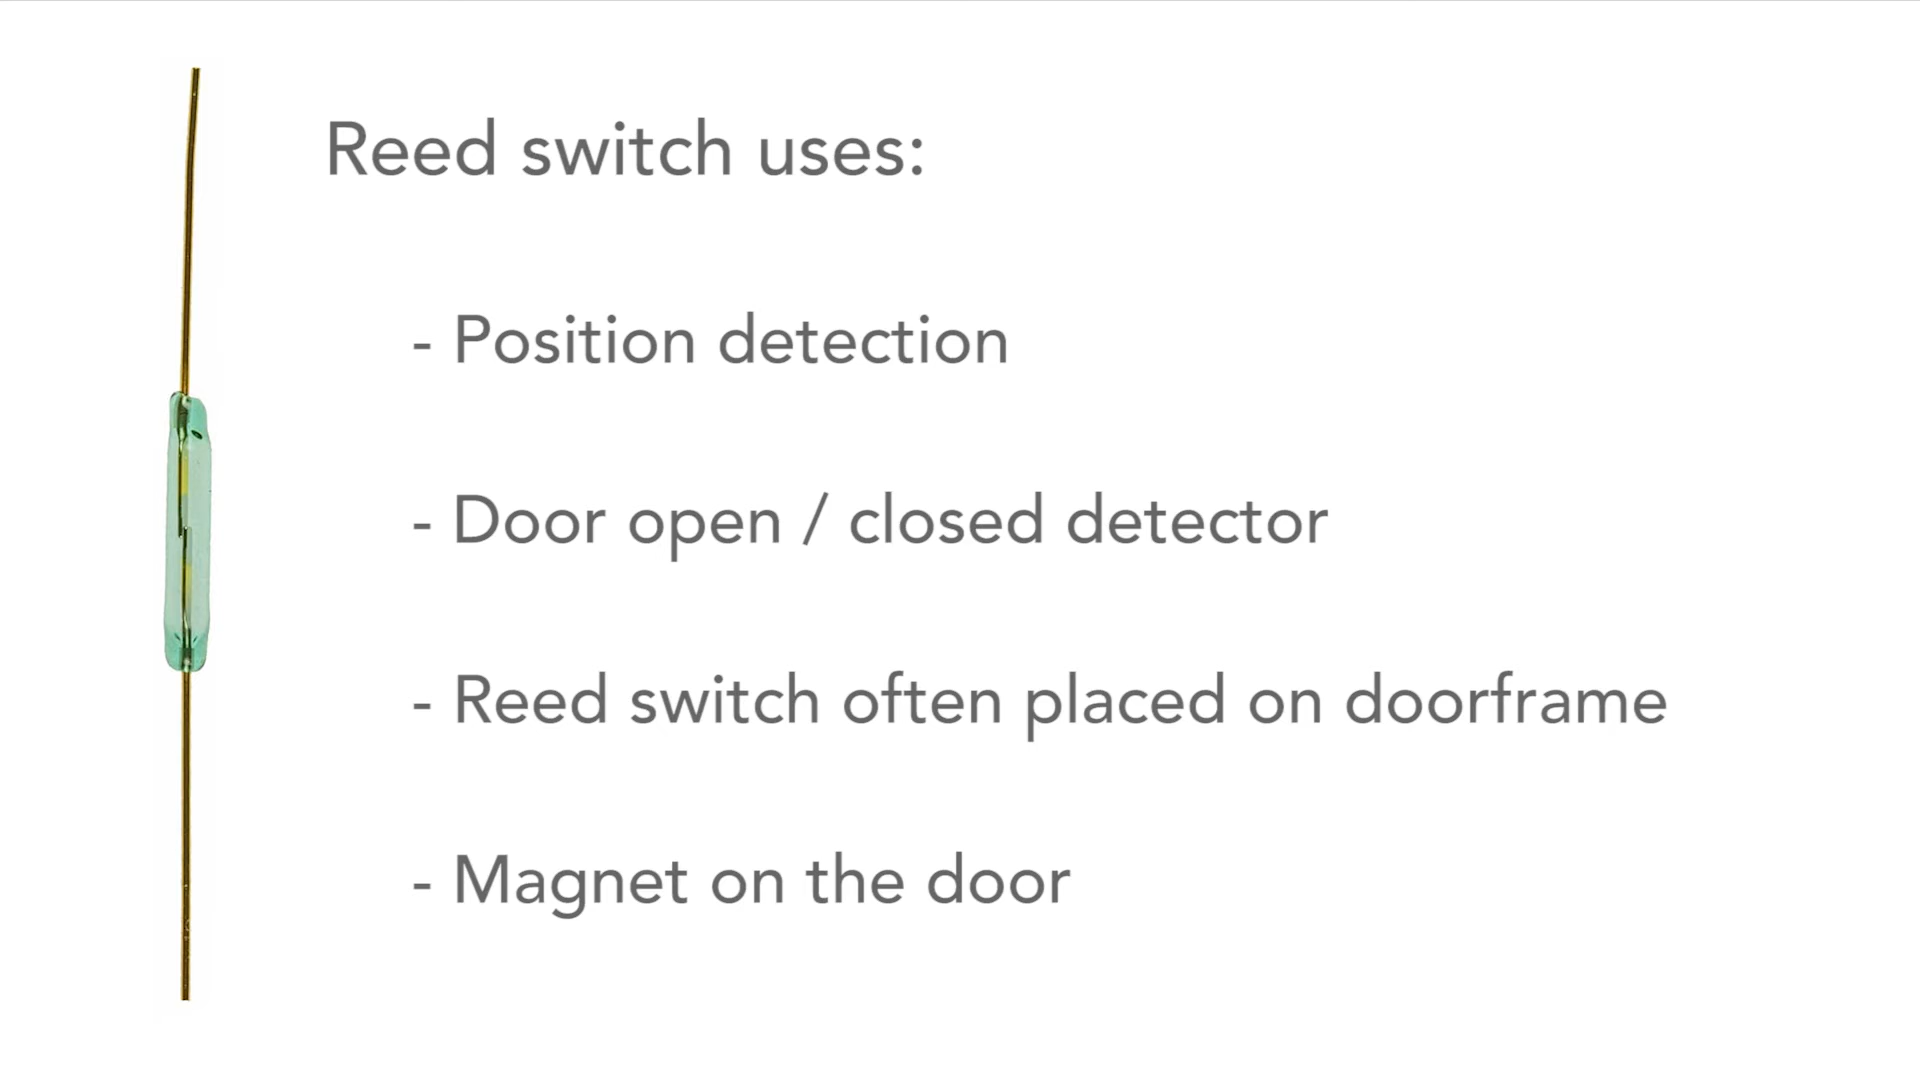 Reed switch uses:
- Position detection
- Door open / closed detector
- Reed switch often placed on doorframe
- Magnet on the door